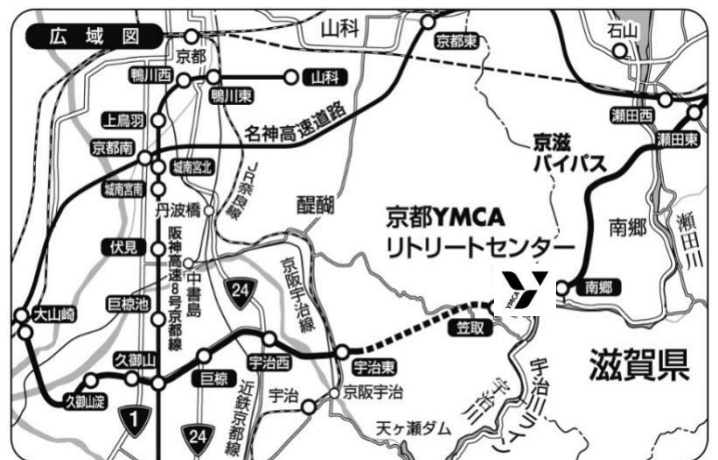 広域図
京都
山科
京都東
石山
鴨川西
鴨川東
山科
上鳥羽
名神高速道路
瀬田西
瀬田東
京都南
城南宮北
JR奈良線
京滋
バイパス
城南宮南
丹波橋
醍醐
京都YMCA
リトリートセンター
南郷
瀬田川
伏見
阪神高速8号京都線
中書島
24
京阪宇治線
YMCA
南郷
大山崎
巨椋池
笠取
久御山
巨椋
宇治西
宇治東
滋賀県
久御山淀
1
24
近鉄京都線
宇治
京阪宇治
宇治川
宇治川ライン
天ヶ瀬ダム